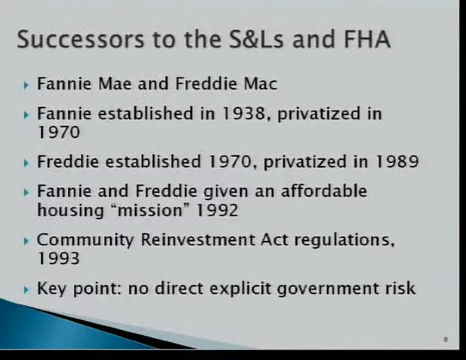 Successors to the S&Ls and FHA
Fannie Mae and Freddie Mac
Fannie established in 1938, privatized in
1970
Freddie established 1970, privatized in 1989
Fannie and Freddie given an affordable
housing “mission” 1992
Community Reinvestment Act regulations,
1993
Key point: no direct explicit government risk
8